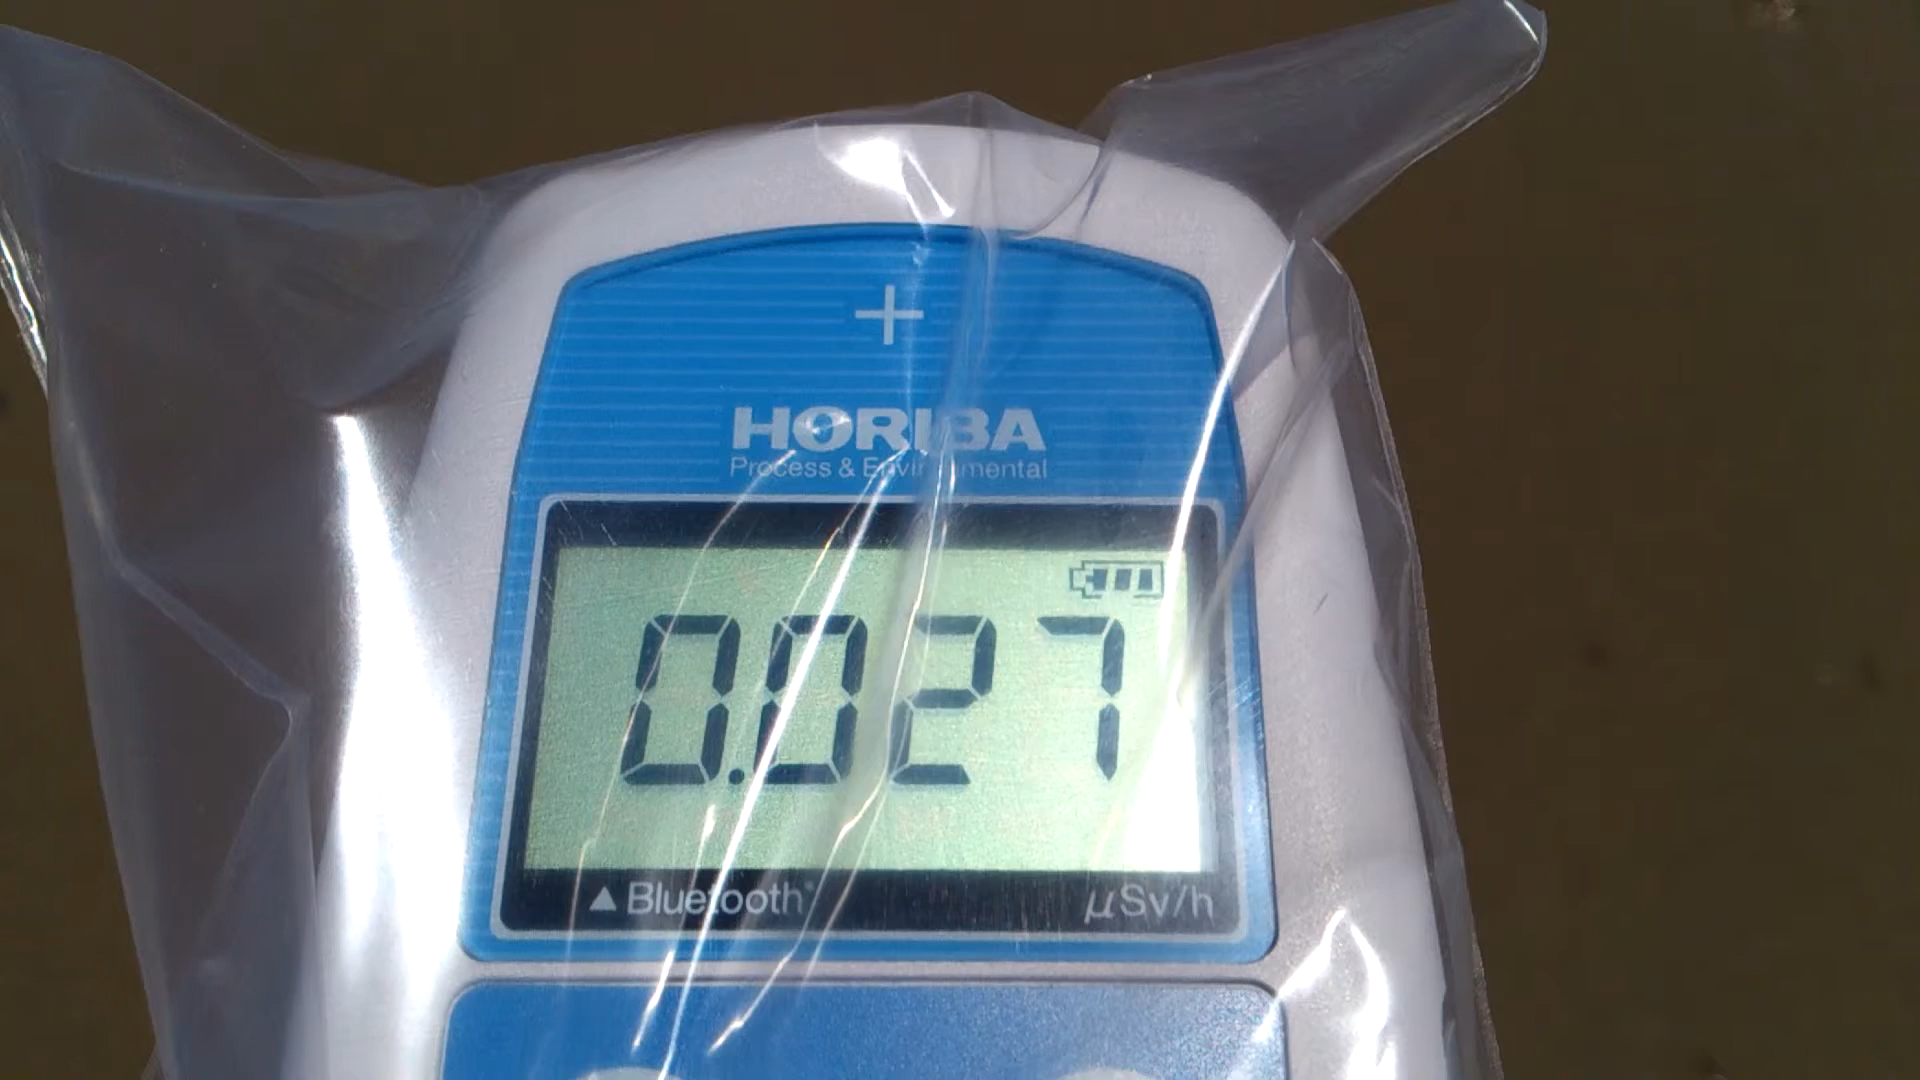 +
HORIBA
Process & Environmental
0.027
▲ Bluetooth®
μSv/h